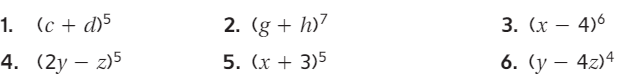 1. (c + d)⁵ 2. (g + h)⁷ 3. (x − 4)⁶
4. (2y − z)⁵ 5. (x + 3)⁵ 6. (y − 4z)⁴